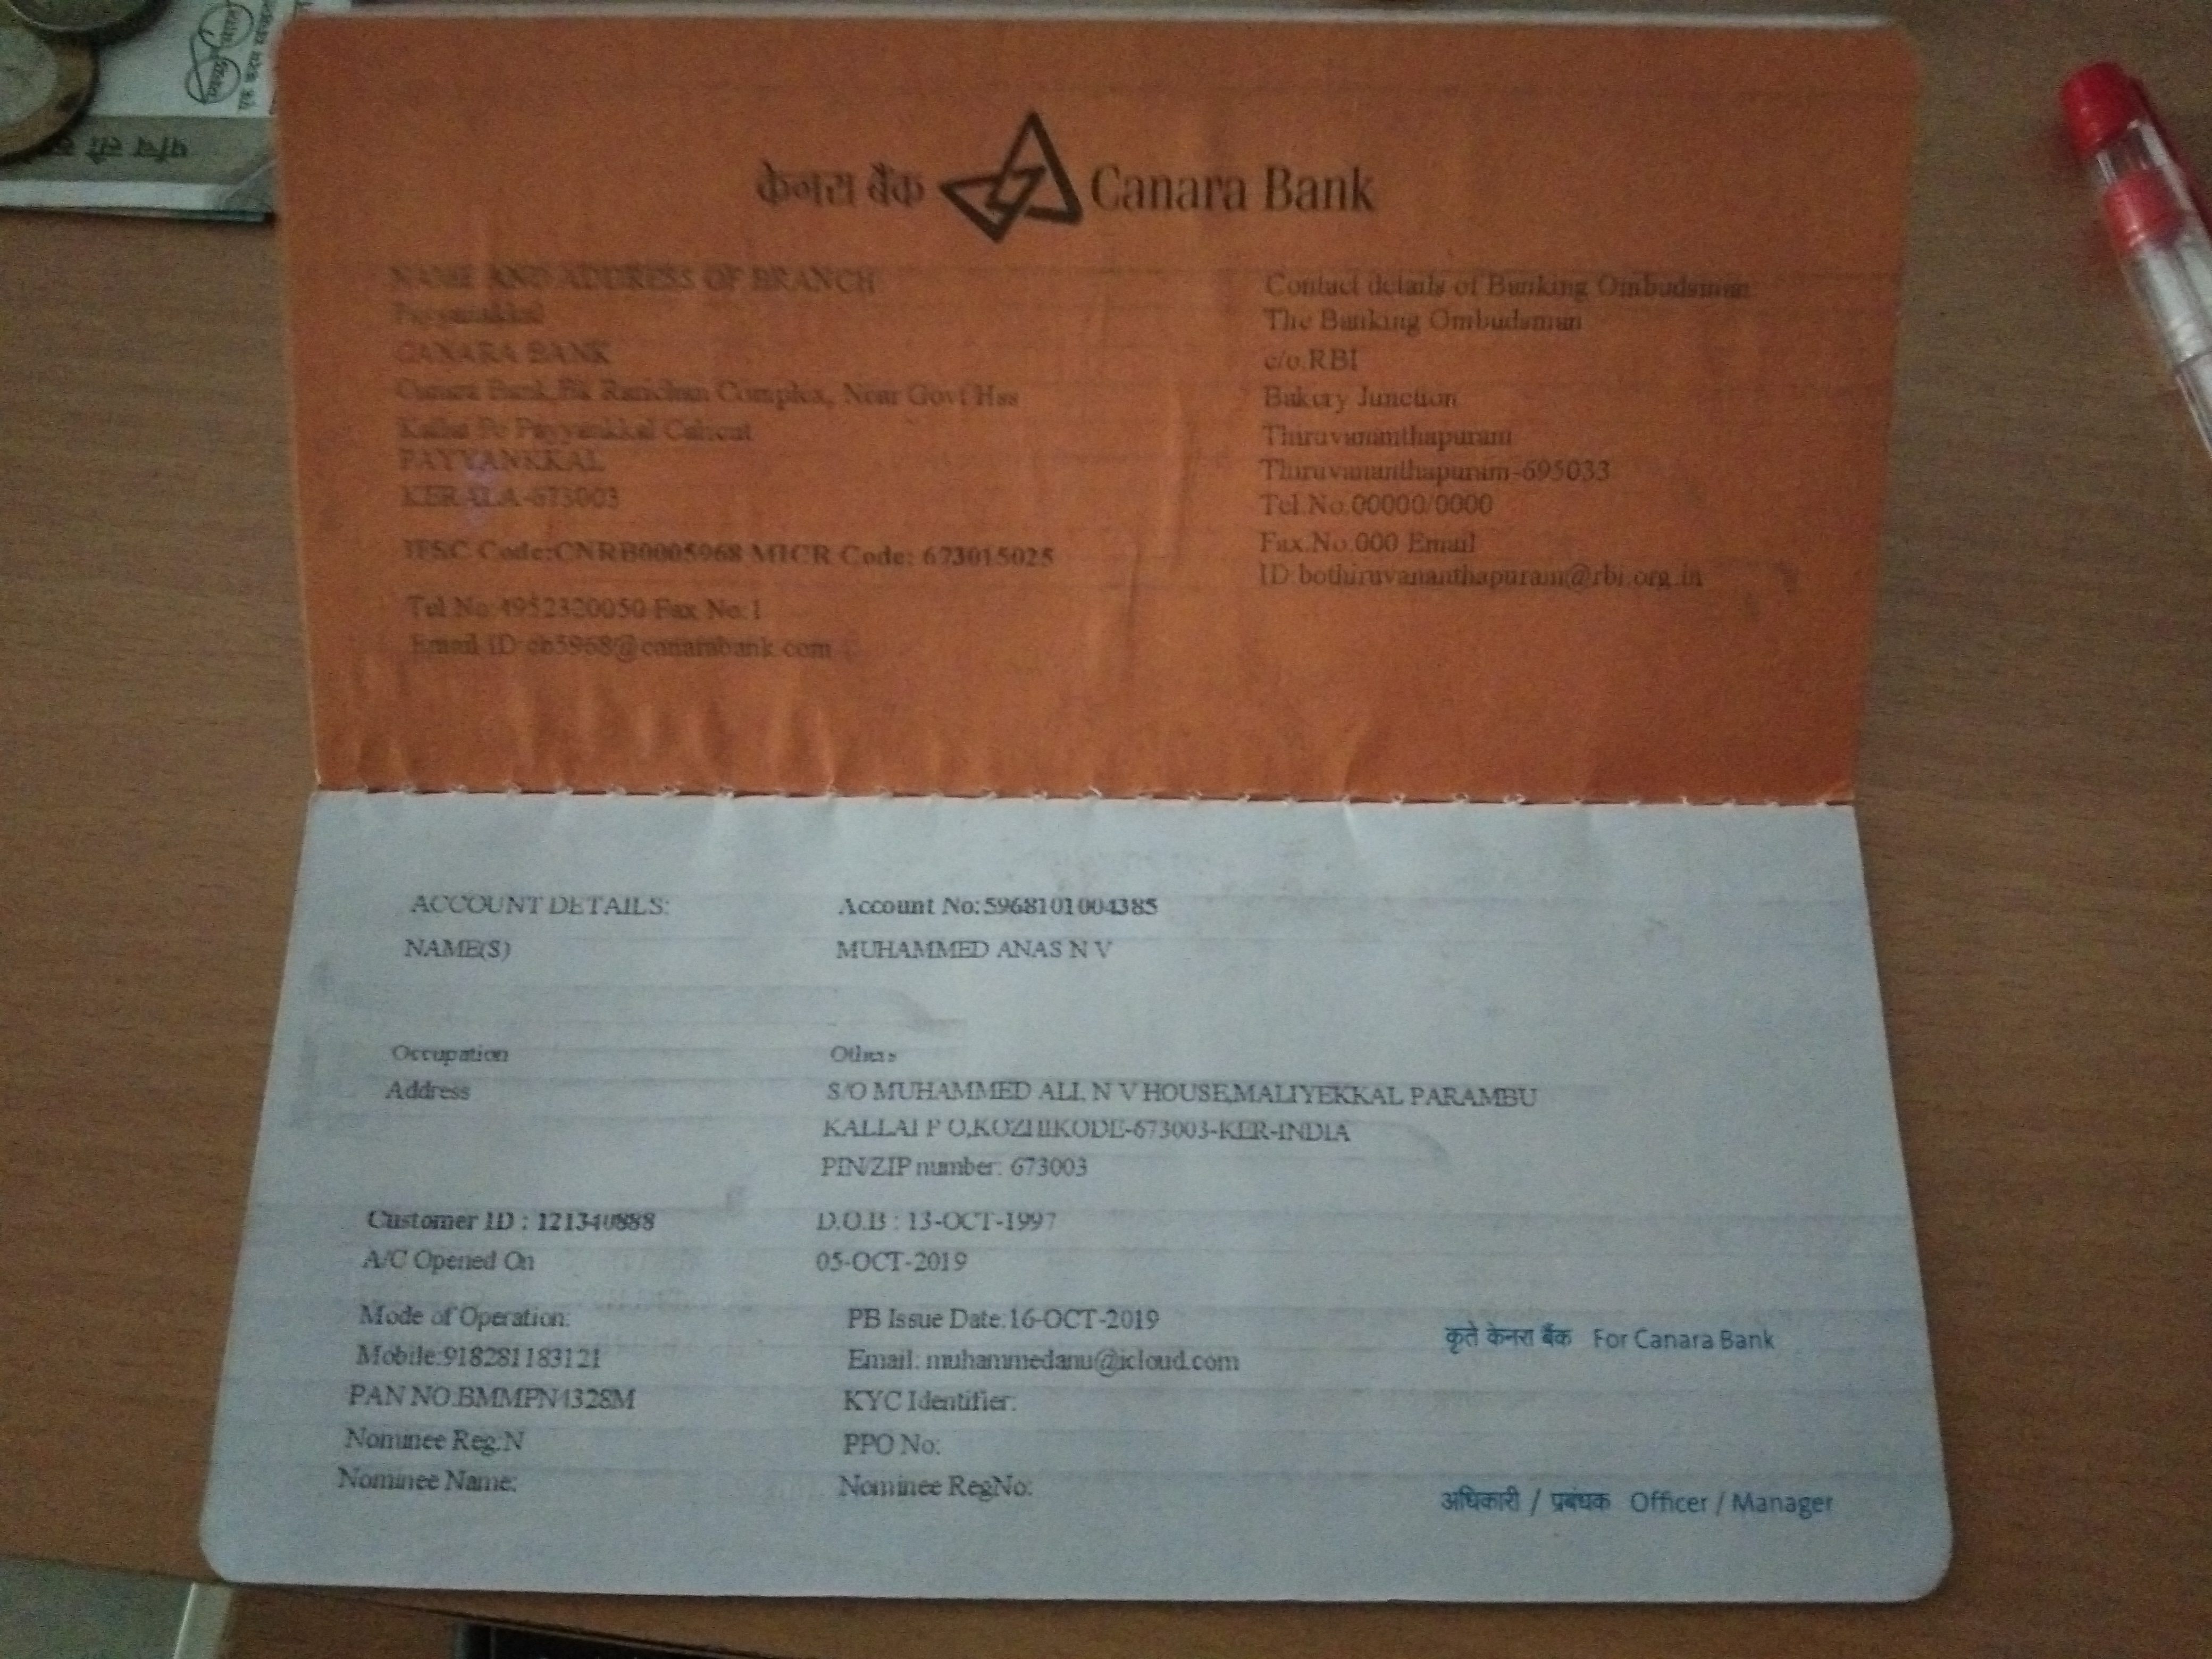 केनरा बैंक Canara Bank
NAME AND ADDRESS OF BRANCH
Payyanakkal
CANARA BANK
Canara Bank, Complex, Near Govt Hss
Kallai Po Payyankkal Calicut
PAYYANKKAL
KERALA-673003
IFSC Code:CNRB0005968 MICR Code: 673015025
Tel No:4952320050 Fax No:1
Email ID:cb5968@canarabank.com
Contact details of Banking Ombudsman
The Banking Ombudsman
c/o.RBI
Bakery Junction
Thiruvananthapuram
Thiruvananthapuram-695033
Tel.No.00000/0000
Fax.No.000 Email
ID:bothiruvananthapuram@rbi.org.in
ACCOUNT DETAILS: Account No:5968101004385
NAME(S) MUHAMMED ANAS N V
Occupation Others
Address S/O MUHAMMED ALI, N V HOUSE,MALIYEKKAL PARAMBU
KALLAI P O,KOZHIKODE-673003-KER-INDIA
PIN/ZIP number: 673003
Customer ID : 121340888 D.O.B : 13-OCT-1997
A/C Opened On 05-OCT-2019
Mode of Operation: PB Issue Date:16-OCT-2019
Mobile:918281183121 Email: muhammedanu@icloud.com
PAN NO:BMMPN4328M KYC Identifier:
Nominee Reg:N PPO No:
Nominee Name: Nominee RegNo:
कृते केनरा बैंक For Canara Bank
अधिकारी / प्रबंधक Officer / Manager
पाँच सौ
एक कदम स्वच्छता